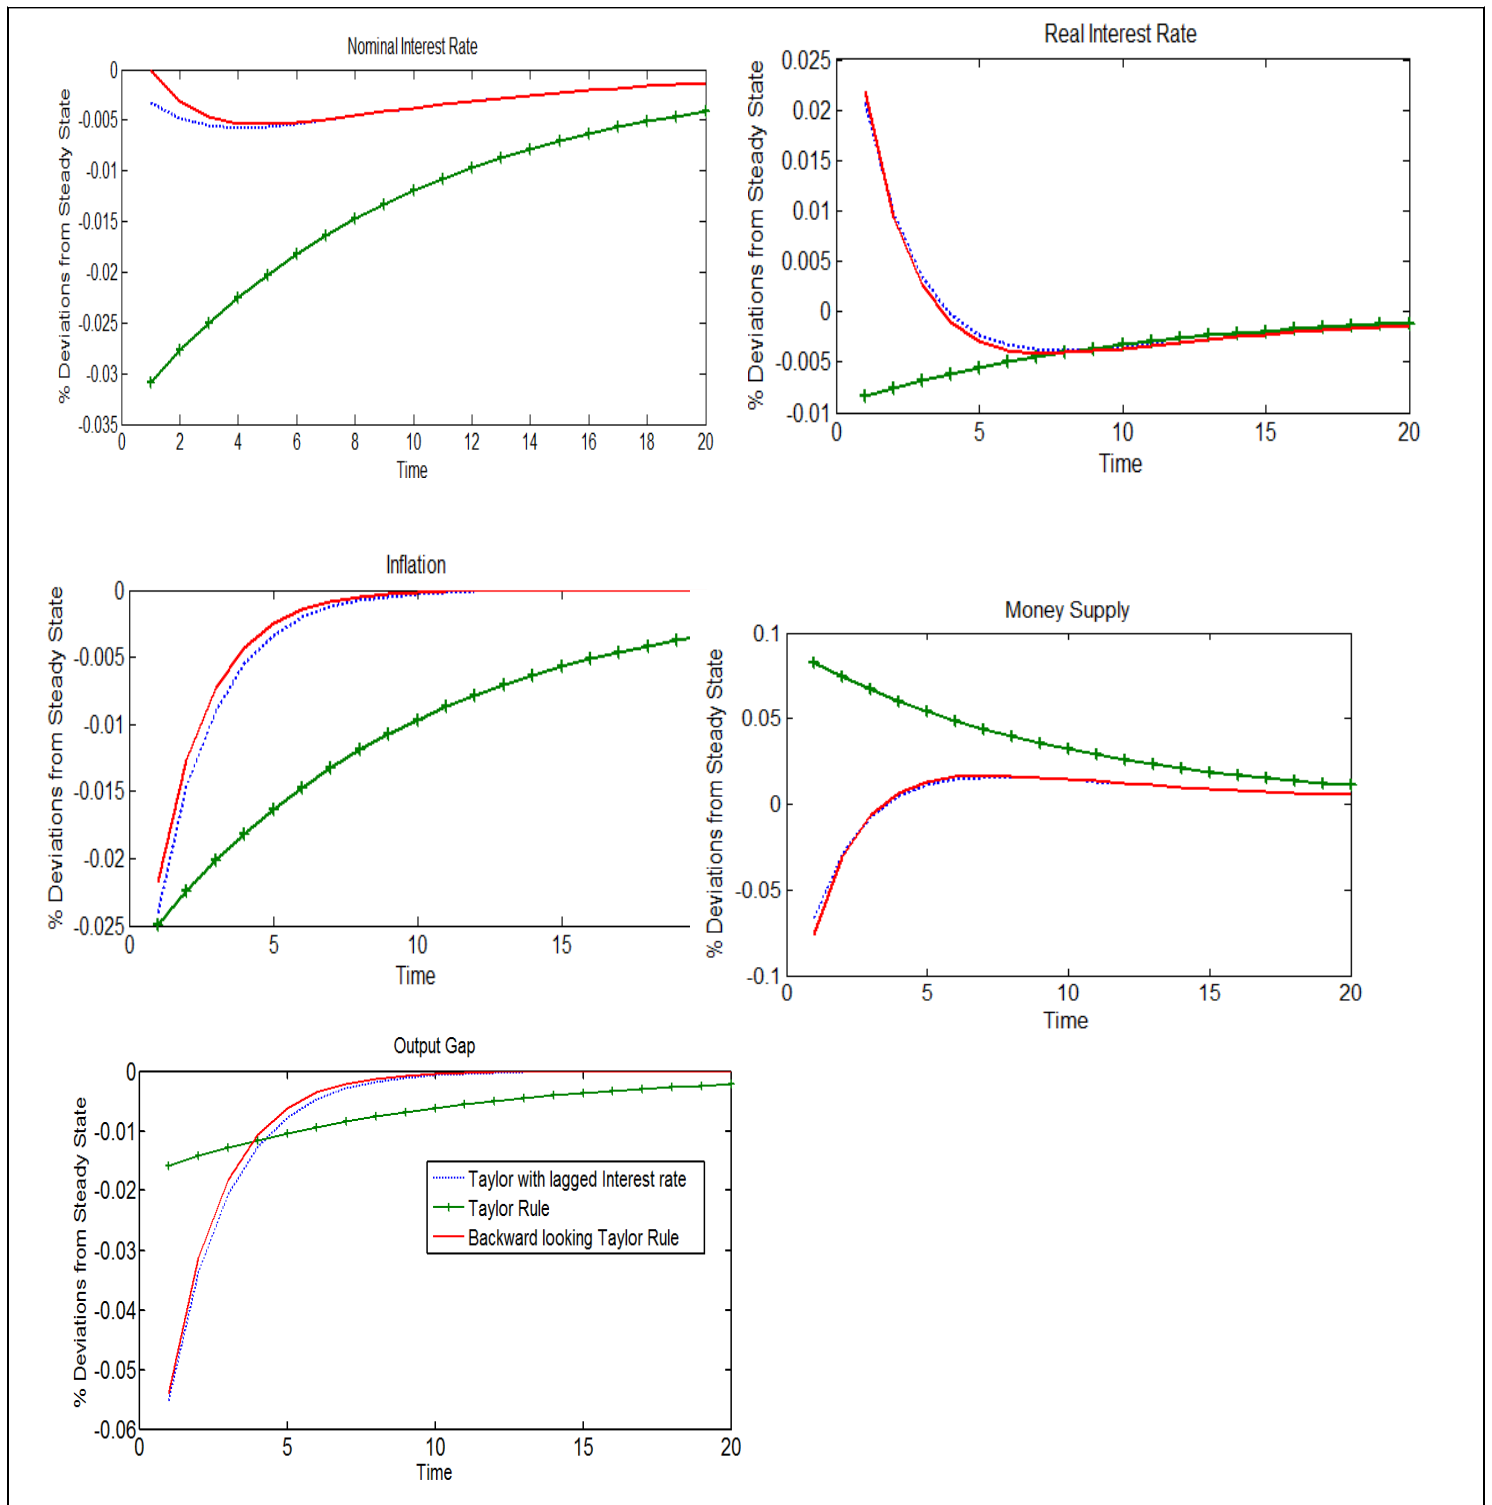 Nominal Interest Rate
% Deviations from Steady State
0
-0.005
-0.01
-0.015
-0.02
-0.025
-0.03
-0.035
0 2 4 6 8 10 12 14 16 18 20
Time
Real Interest Rate
% Deviations from Steady State
0.025
0.02
0.015
0.01
0.005
0
-0.005
-0.01
0 5 10 15 20
Time
Inflation
% Deviations from Steady State
0
-0.005
-0.01
-0.015
-0.02
-0.025
0 5 10 15
Time
Money Supply
% Deviations from Steady State
0.1
0.05
0
-0.05
-0.1
0 5 10 15 20
Time
Output Gap
% Deviations from Steady State
0
-0.01
-0.02
-0.03
-0.04
-0.05
-0.06
0 5 10 15 20
Time
Taylor with lagged Interest rate
Taylor Rule
Backward looking Taylor Rule